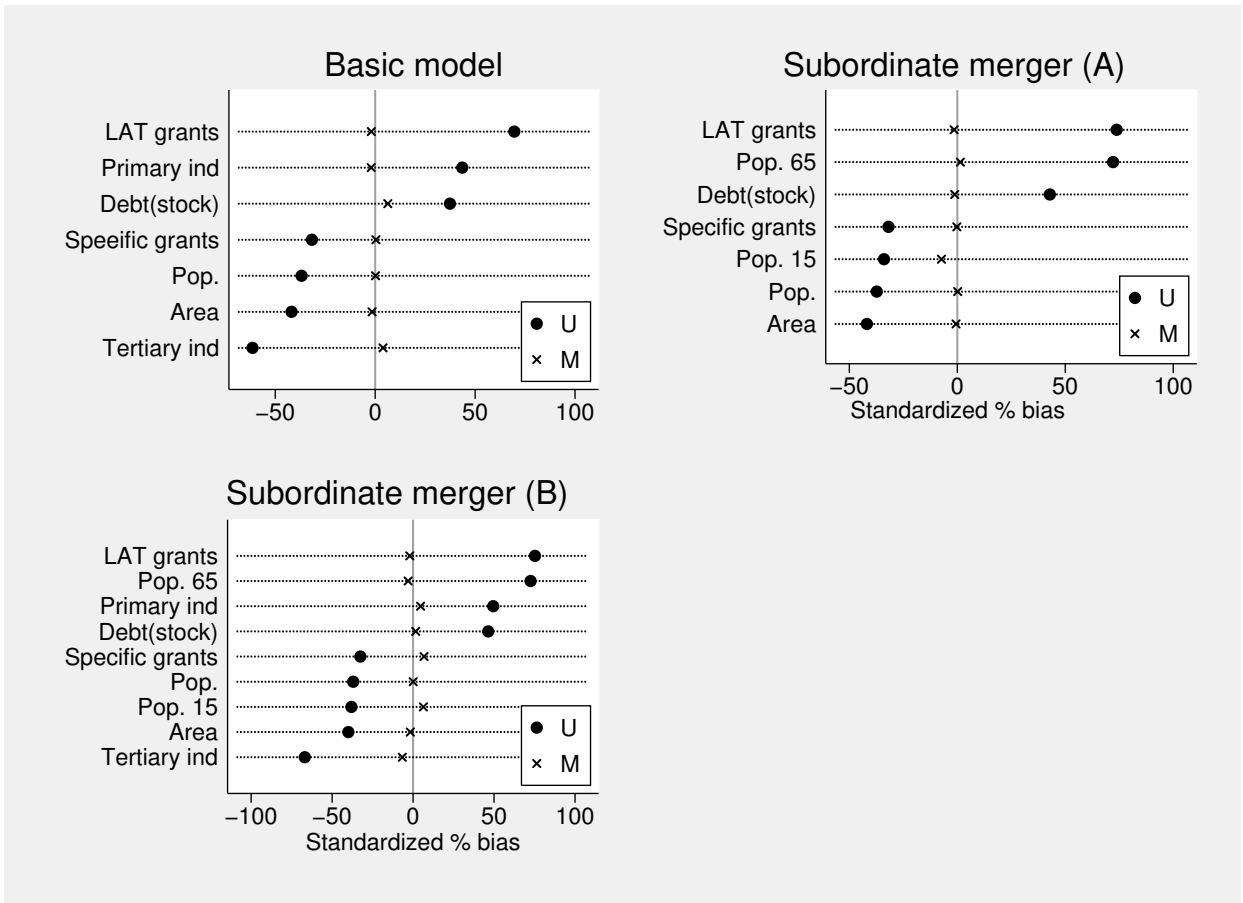 Basic model
LAT grants
Primary ind
Debt(stock)
Speeific grants
Pop.
Area
Tertiary ind
U
M
−50 0 50 100
Subordinate merger (A)
LAT grants
Pop. 65
Debt(stock)
Specific grants
Pop. 15
Pop.
Area
U
M
−50 0 50 100
Standardized % bias
Subordinate merger (B)
LAT grants
Pop. 65
Primary ind
Debt(stock)
Specific grants
Pop.
Pop. 15
Area
Tertiary ind
U
M
−100 −50 0 50 100
Standardized % bias